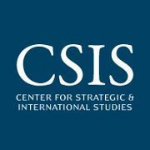 CSIS
CENTER FOR STRATEGIC &
INTERNATIONAL STUDIES